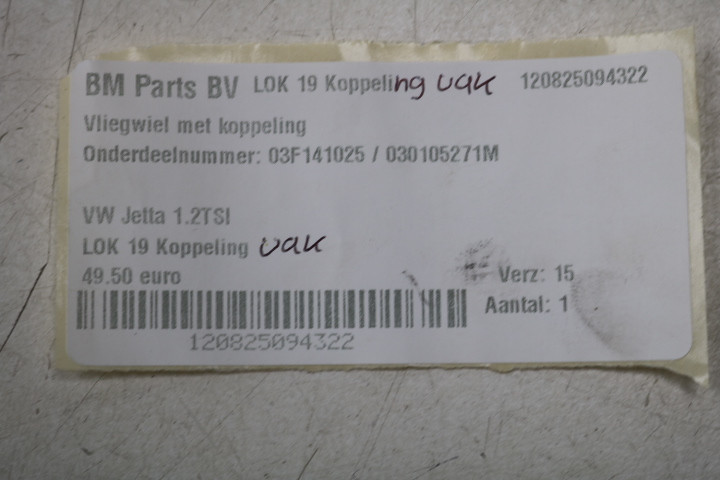 BM Parts BV LOK 19 Koppeling vak 120825094322
Vliegwiel met koppeling
Onderdeelnummer: 03F141025 / 030105271M
VW Jetta 1.2TSI
LOK 19 Koppeling vak
49.50 euro
Verz: 15
Aantal: 1
120825094322